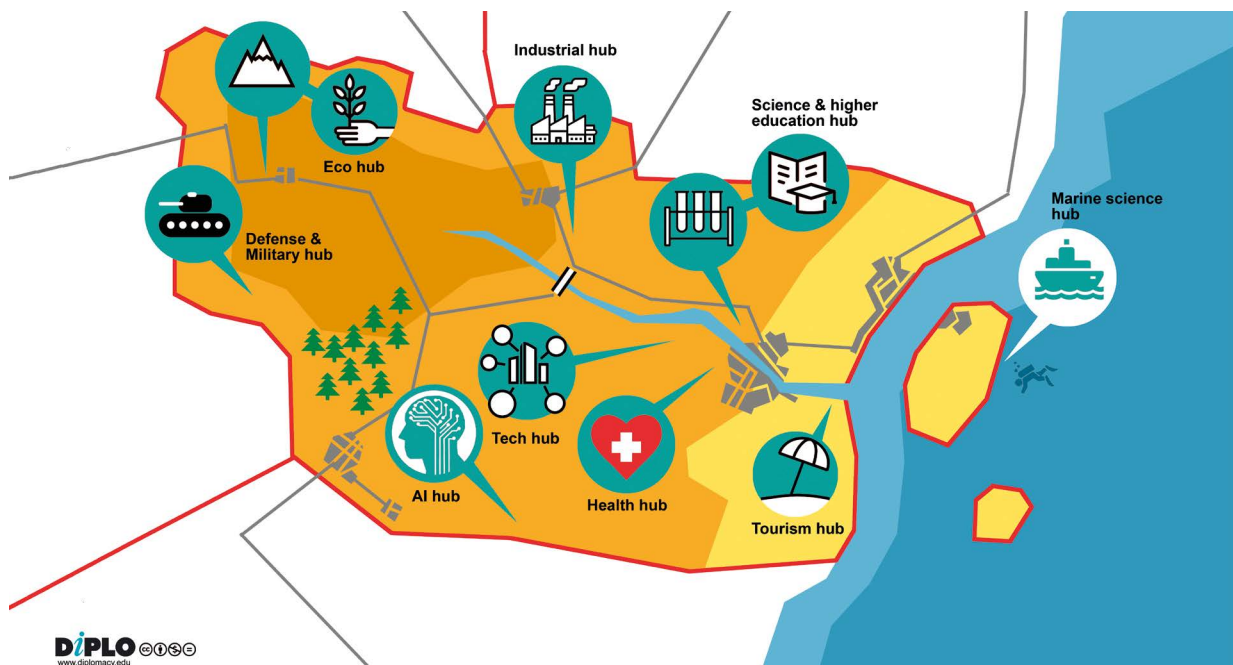 Industrial hub
Science & higher
education hub
Eco hub
Marine science
hub
Defense &
Military hub
Tech hub
AI hub
Health hub
Tourism hub
DiPLO
www.diplomacy.edu
cc